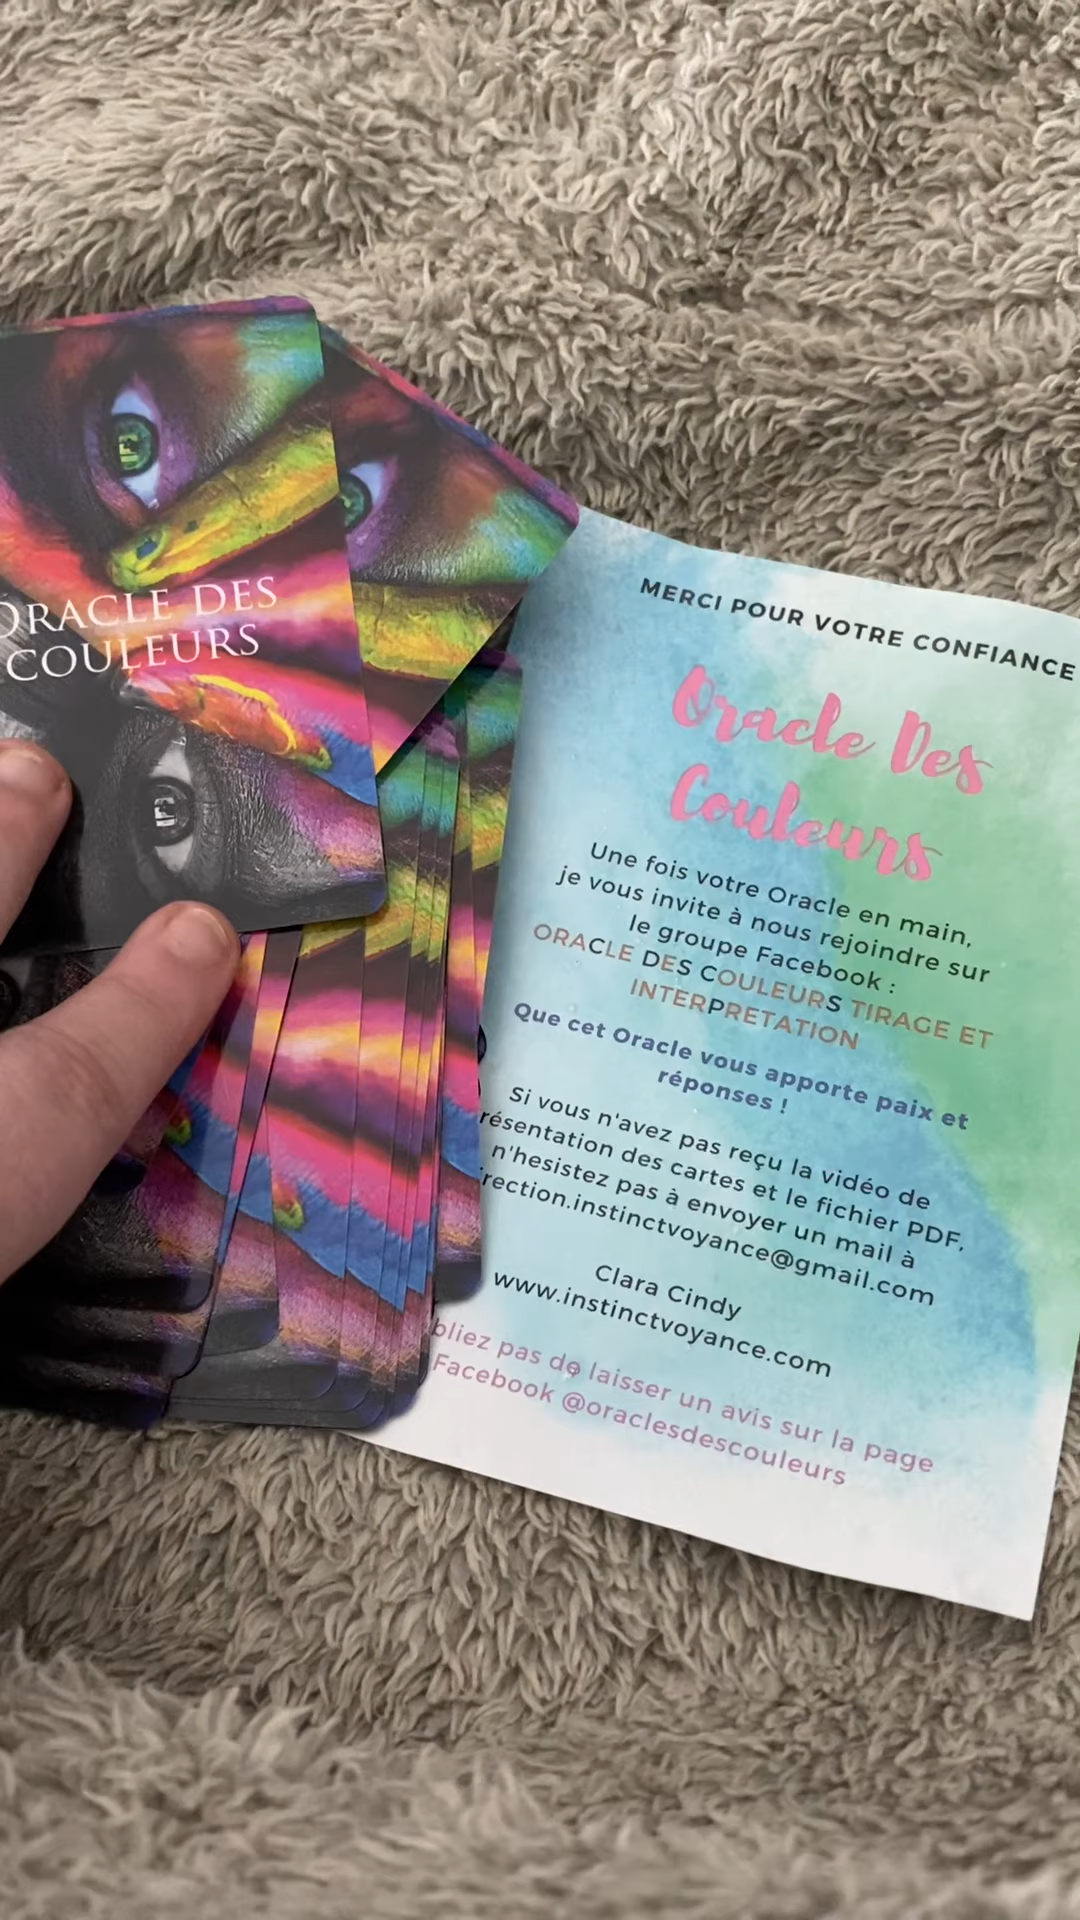 ORACLE DES
COULEURS
MERCI POUR VOTRE CONFIANCE
Oracle Des
Couleurs
Une fois votre Oracle en main,
je vous invite à nous rejoindre sur
le groupe Facebook :
ORACLE DES COULEURS TIRAGE ET
INTERPRETATION
Que cet Oracle vous apporte paix et
réponses !
Si vous n'avez pas reçu la vidéo de
résentation des cartes et le fichier PDF,
n'hesistez pas à envoyer un mail à
rection.instinctvoyance@gmail.com
Clara Cindy
www.instinctvoyance.com
bliez pas de laisser un avis sur la page
Facebook @oraclesdescouleurs